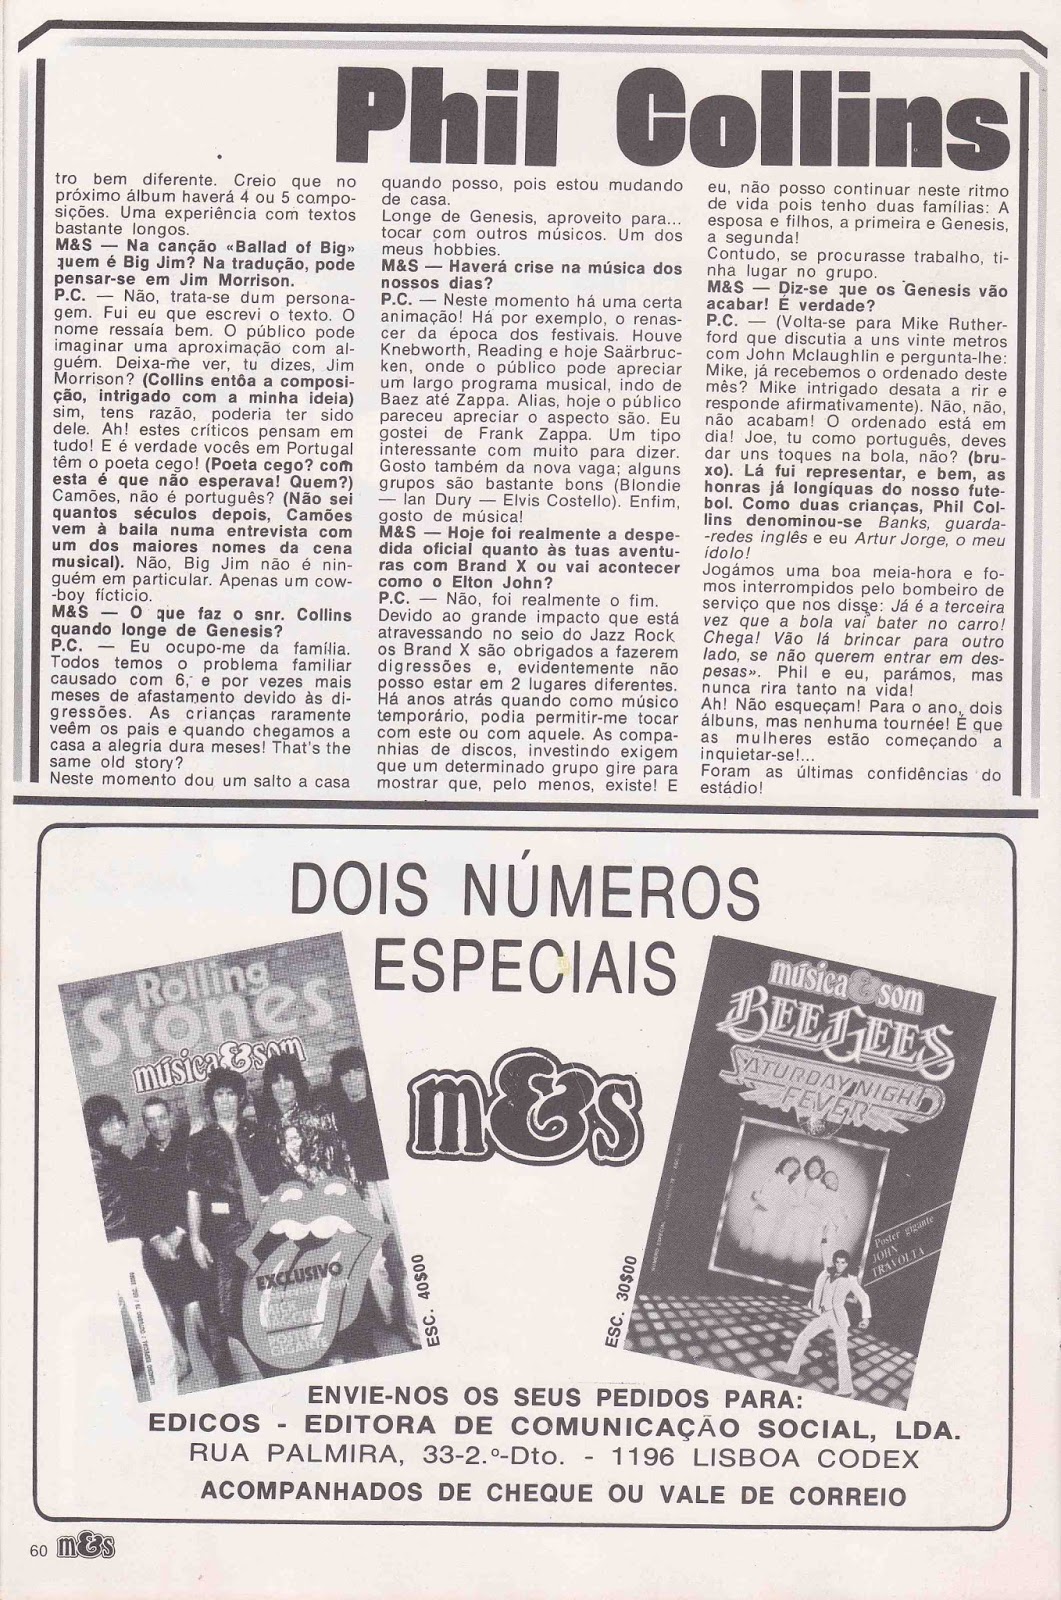 Phil Collins
tro bem diferente. Creio que no
próximo álbum haverá 4 ou 5 compo-
sições. Uma experiência com textos
bastante longos.
M&S — Na canção «Ballad of Big»
quem é Big Jim? Na tradução, pode
pensar-se em Jim Morrison.
P.C. — Não, trata-se dum persona-
gem. Fui eu que escrevi o texto. O
nome ressaía bem. O público pode
imaginar uma aproximação com al-
guém. Deixa-me ver, tu dizes, Jim
Morrison? (Collins entôa a composi-
ção, intrigado com a minha ideia)
sim, tens razão, poderia ter sido
dele. Ah! estes críticos pensam em
tudo! E é verdade vocês em Portugal
têm o poeta cego! (Poeta cego? com
esta é que não esperava! Quem?)
Camões, não é português? (Não sei
quantos séculos depois, Camões
vem à baila numa entrevista com
um dos maiores nomes da cena
musical). Não, Big Jim não é nin-
guém em particular. Apenas um cow-
-boy fícticio.
M&S — O que faz o snr. Collins
quando longe de Genesis?
P.C. — Eu ocupo-me da família.
Todos temos o problema familiar
causado com 6, e por vezes mais
meses de afastamento devido às di-
gressões. As crianças raramente
veêm os pais e quando chegamos a
casa a alegria dura meses! That's the
same old story?
Neste momento dou um salto a casa
quando posso, pois estou mudando
de casa.
Longe de Genesis, aproveito para...
tocar com outros músicos. Um dos
meus hobbies.
M&S — Haverá crise na música dos
nossos dias?
P.C. — Neste momento há uma certa
animação! Há por exemplo, o renas-
cer da época dos festivais. Houve
Knebworth, Reading e hoje Saärbruc-
ken, onde o público pode apreciar
um largo programa musical, indo de
Baez até Zappa. Alias, hoje o público
pareceu apreciar o aspecto são. Eu
gostei de Frank Zappa. Um tipo
interessante com muito para dizer.
Gosto também da nova vaga; alguns
grupos são bastante bons (Blondie
— Ian Dury — Elvis Costello). Enfim,
gosto de música!
M&S — Hoje foi realmente a despe-
dida oficial quanto às tuas aventu-
ras com Brand X ou vai acontecer
como o Elton John?
P.C. — Não, foi realmente o fim.
Devido ao grande impacto que está
atravessando no seio do Jazz Rock
os Brand X são obrigados a fazerem
digressões e, evidentemente não
posso estar em 2 lugares diferentes.
Há anos atrás quando como músico
temporário, podia permitir-me tocar
com este ou com aquele. As compa-
nhias de discos, investindo exigem
que um determinado grupo gire para
mostrar que, pelo menos, existe! E
eu, não posso continuar neste ritmo
de vida pois tenho duas famílias: A
esposa e filhos, a primeira e Genesis,
a segunda!
Contudo, se procurasse trabalho, ti-
nha lugar no grupo.
M&S — Diz-se que os Genesis vão
acabar! É verdade?
P.C. — (Volta-se para Mike Ruther-
ford que discutia a uns vinte metros
com John Mclaughlin e pergunta-lhe:
Mike, já recebemos o ordenado deste
mês? Mike intrigado desata a rir e
responde afirmativamente). Não, não,
não acabam! O ordenado está em
dia! Joe, tu como português, deves
dar uns toques na bola, não? (bru-
xo). Lá fui representar, e bem, as
honras já longíquas do nosso fute-
bol. Como duas crianças, Phil Col-
lins denominou-se Banks, guarda-
-redes inglês e eu Artur Jorge, o meu
ídolo!
Jogámos uma boa meia-hora e fo-
mos interrompidos pelo bombeiro de
serviço que nos disse: Já é a terceira
vez que a bola vai bater no carro!
Chega! Vão lá brincar para outro
lado, se não querem entrar em des-
pesas». Phil e eu, parámos, mas
nunca rira tanto na vida!
Ah! Não esqueçam! Para o ano, dois
álbuns, mas nenhuma tournée! É que
as mulheres estão começando a
inquietar-se!...
Foram as últimas confidências do
estádio!
DOIS NÚMEROS
ESPECIAIS
Rolling
Stones
música&som
EXCLUSIVO
ESC. 40$00
m&s
música&som
BEE GEES
SATURDAY NIGHT
FEVER
Poster gigante
JOHN
TRAVOLTA
ESC. 30$00
ENVIE-NOS OS SEUS PEDIDOS PARA:
EDICOS - EDITORA DE COMUNICAÇÃO SOCIAL, LDA.
RUA PALMIRA, 33-2.º-Dto. - 1196 LISBOA CODEX
ACOMPANHADOS DE CHEQUE OU VALE DE CORREIO
60 m&s